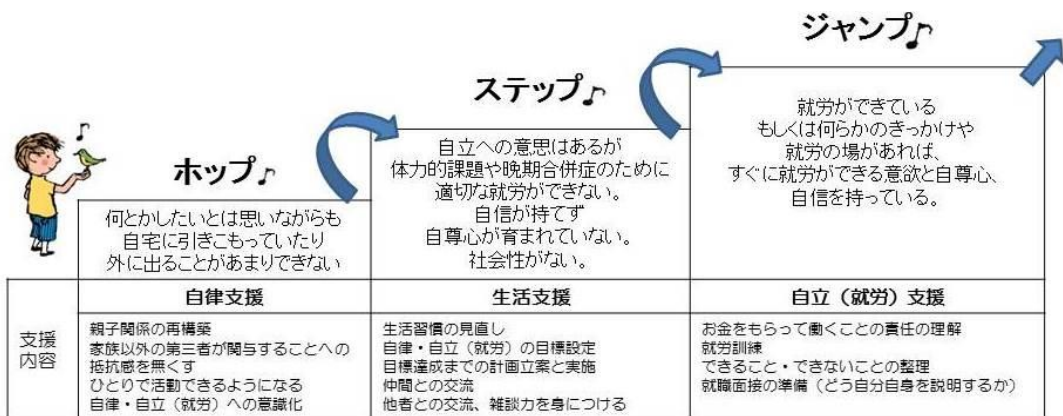 ホップ♪
何とかしたいとは思いながらも
自宅に引きこもっていたり
外に出ることがあまりできない
ステップ♪
自立への意思はあるが
体力的課題や晩期合併症のために
適切な就労ができない。
自信が持てず
自尊心が育まれていない。
社会性がない。
ジャンプ♪
就労ができている
もしくは何らかのきっかけや
就労の場があれば、
すぐに就労ができる意欲と自尊心、
自信を持っている。
支援
内容
自律支援
親子関係の再構築
家族以外の第三者が関与することへの
抵抗感を無くす
ひとりで活動できるようになる
自律・自立（就労）への意識化
生活支援
生活習慣の見直し
自律・自立（就労）の目標設定
目標達成までの計画立案と実施
仲間との交流
他者との交流、雑談力を身につける
自立（就労）支援
お金をもらって働くことの責任の理解
就労訓練
できること・できないことの整理
就職面接の準備（どう自分自身を説明するか）